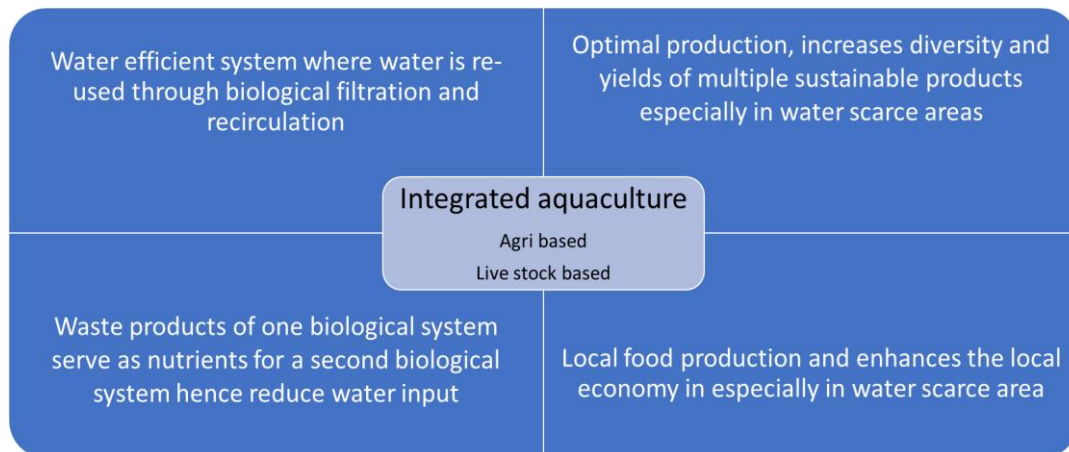 Water efficient system where water is re-
used through biological filtration and
recirculation
Optimal production, increases diversity and
yields of multiple sustainable products
especially in water scarce areas
Integrated aquaculture
Agri based
Live stock based
Waste products of one biological system
serve as nutrients for a second biological
system hence reduce water input
Local food production and enhances the local
economy in especially in water scarce area